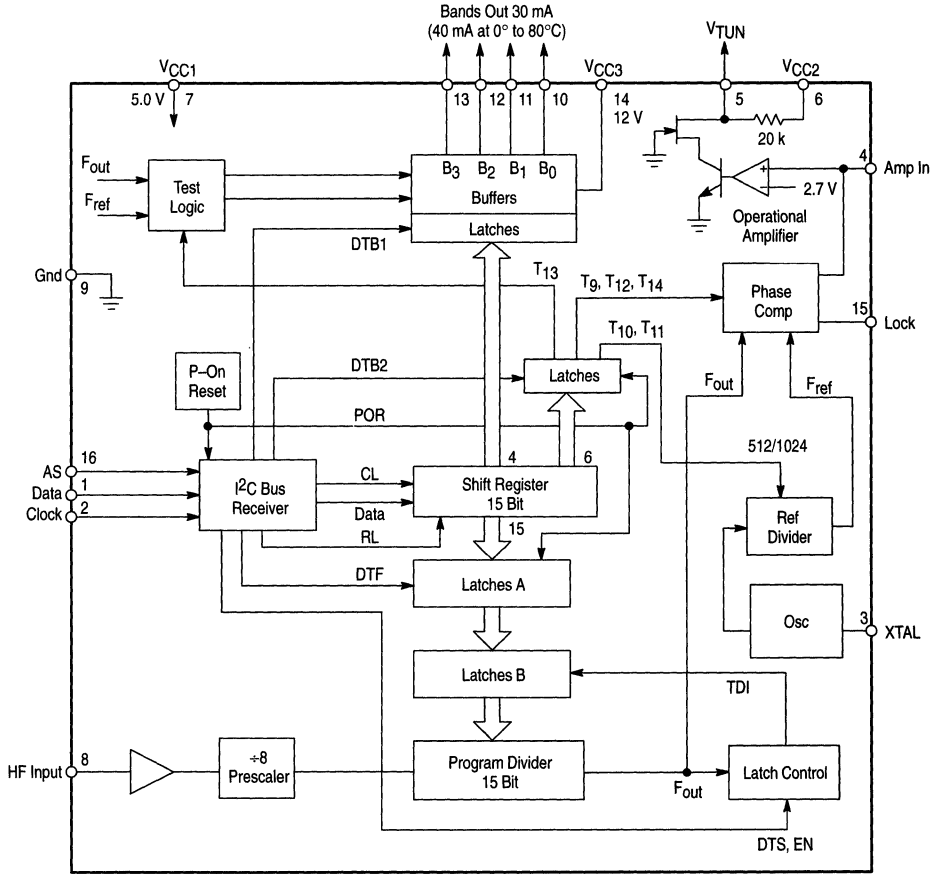 Bands Out 30 mA
(40 mA at 0° to 80°C)
VTUN
VCC1
VCC3
VCC2
5.0 V
7
13
12
11
10
14
12 V
5
6
20 k
4
Amp In
Fout
Fref
Test
Logic
B3
B2
B1
B0
Buffers
Latches
+
–
2.7 V
Operational
Amplifier
DTB1
Gnd
9
T13
T9, T12, T14
Phase
Comp
15
Lock
T10, T11
P–On
Reset
DTB2
Latches
Fout
Fref
POR
512/1024
AS
16
Data
1
Clock
2
I2C Bus
Receiver
CL
Data
RL
4
6
Shift Register
15 Bit
15
Ref
Divider
DTF
Latches A
Osc
3
XTAL
Latches B
TDI
HF Input
8
÷8
Prescaler
Program Divider
15 Bit
Fout
Latch Control
DTS, EN